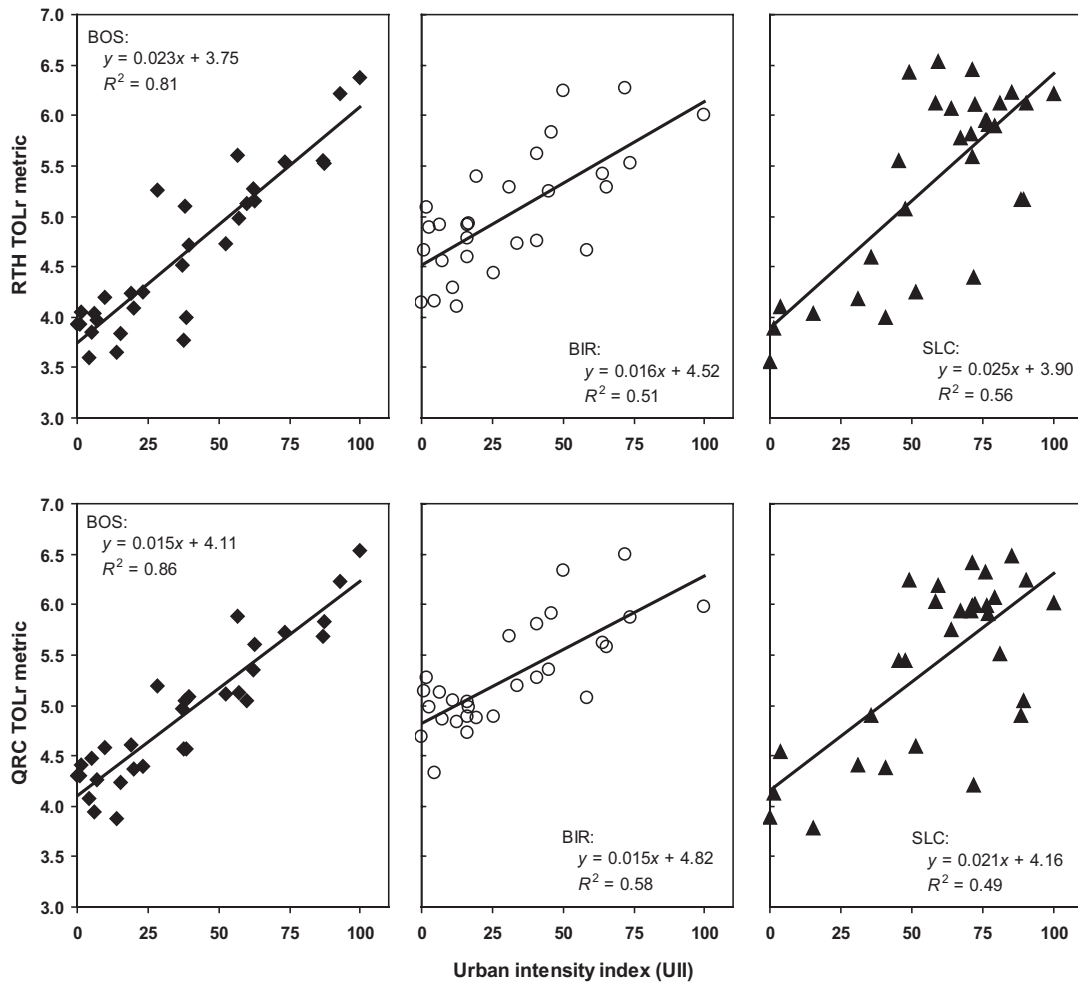 7.0
6.5
6.0
5.5
5.0
4.5
4.0
3.5
3.0
RTH TOLr metric
BOS:
y = 0.023x + 3.75
R² = 0.81
0 25 50 75 100
BIR:
y = 0.016x + 4.52
R² = 0.51
0 25 50 75 100
SLC:
y = 0.025x + 3.90
R² = 0.56
0 25 50 75 100
7.0
6.5
6.0
5.5
5.0
4.5
4.0
3.5
3.0
QRC TOLr metric
BOS:
y = 0.015x + 4.11
R² = 0.86
0 25 50 75 100
BIR:
y = 0.015x + 4.82
R² = 0.58
0 25 50 75 100
SLC:
y = 0.021x + 4.16
R² = 0.49
0 25 50 75 100
Urban intensity index (UII)